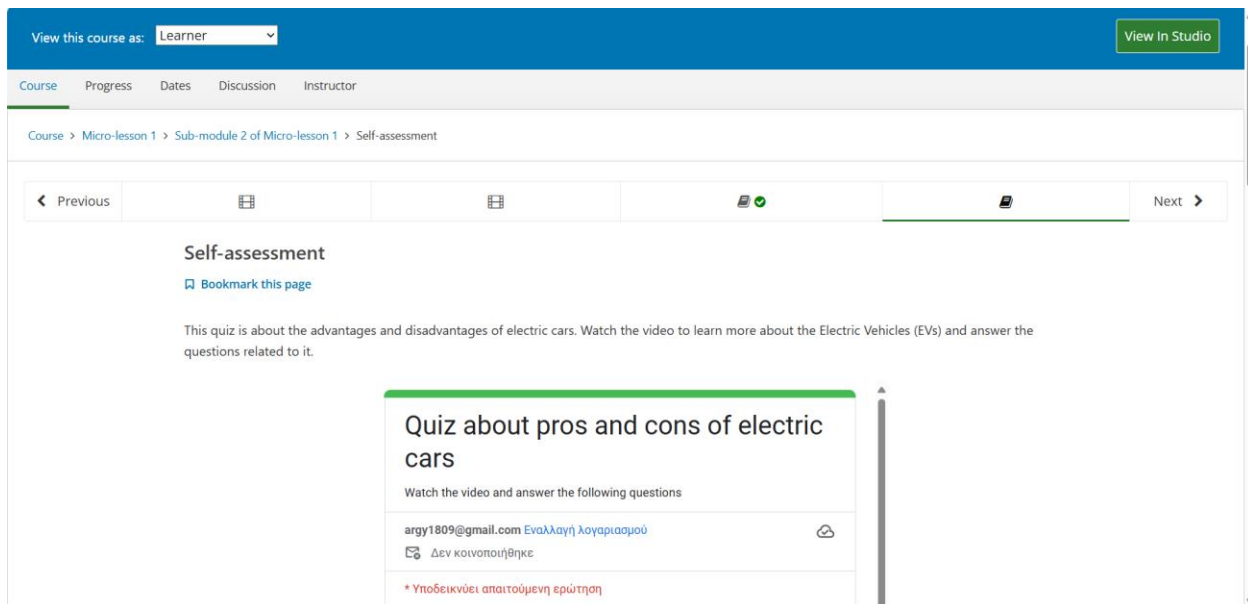 View this course as: Learner
View In Studio
Course Progress Dates Discussion Instructor
Course > Micro-lesson 1 > Sub-module 2 of Micro-lesson 1 > Self-assessment
Previous
Next
Self-assessment
Bookmark this page
This quiz is about the advantages and disadvantages of electric cars. Watch the video to learn more about the Electric Vehicles (EVs) and answer the
questions related to it.
Quiz about pros and cons of electric
cars
Watch the video and answer the following questions
argy1809@gmail.com Εναλλαγή λογαριασμού
Δεν κοινοποιήθηκε
* Υποδεικνύει απαιτούμενη ερώτηση